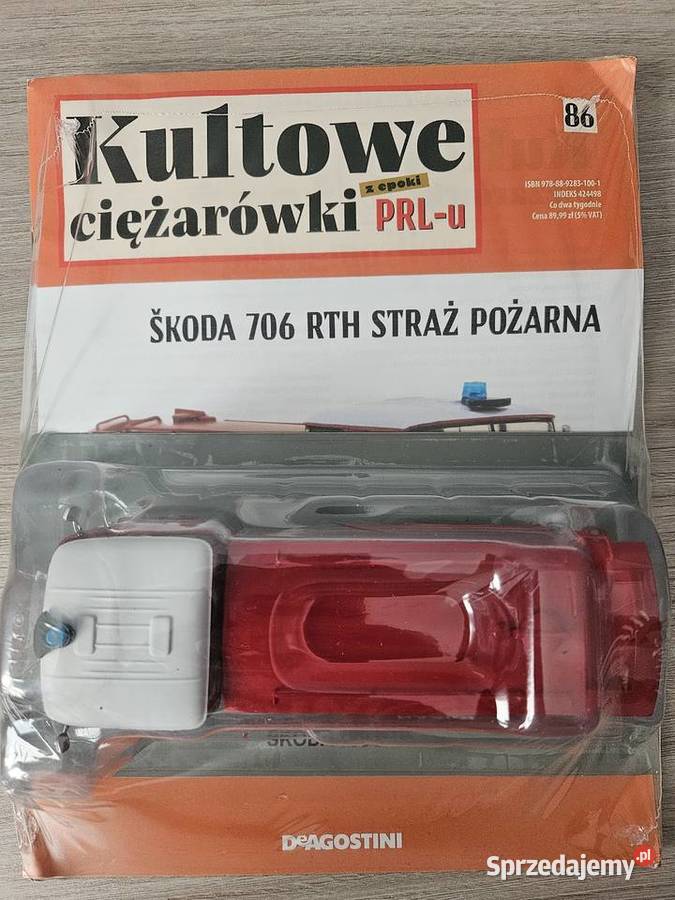 Kultowe
z epoki
ciężarówki PRL-u
86
ISBN 978-88-9283-100-1
INDEKS 424498
Co dwa tygodnie
Cena 89,99 zł (5% VAT)
ŠKODA 706 RTH STRAŻ POŻARNA
DeAGOSTINI
Sprzedajemy.pl